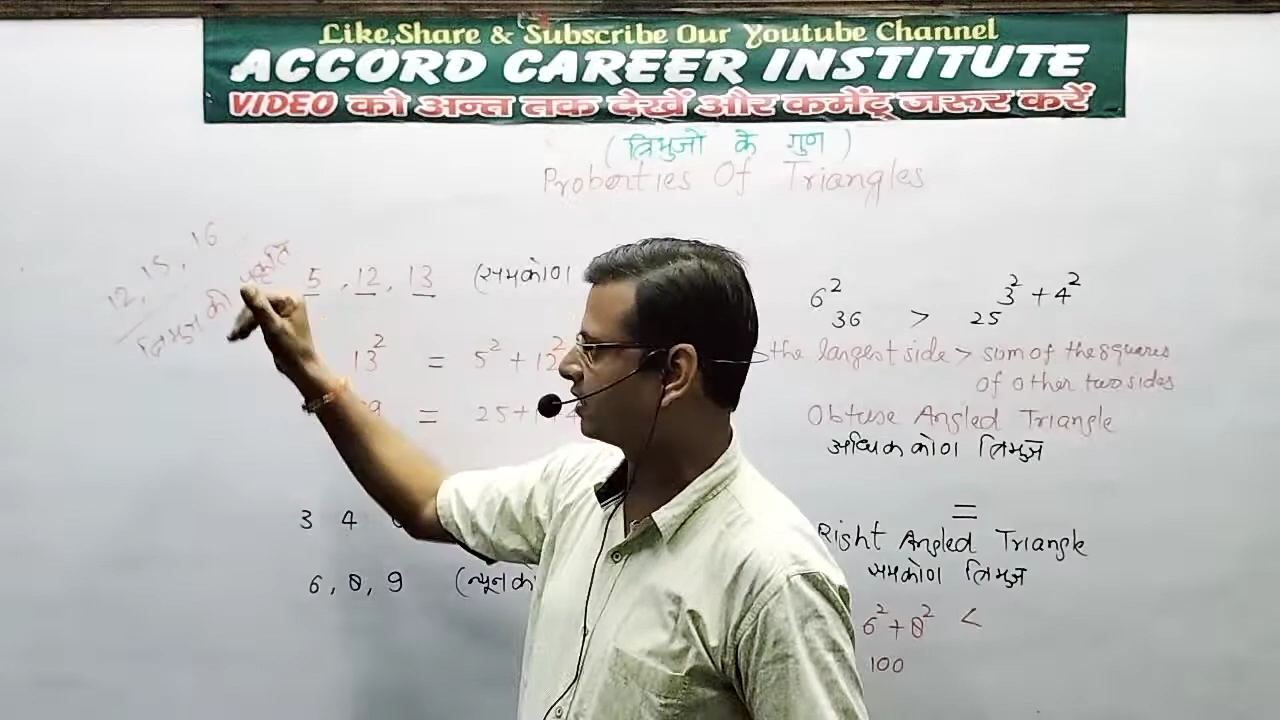 Like,Share & Subscribe Our Youtube Channel
ACCORD CAREER INSTITUTE
VIDEO को अन्त तक देखें और कमेंट् जरूर करें
(त्रिभुजो के गुण)
Properties Of Triangles
12, 15, 16
त्रिभुज की प्रकृति
5 , 12 , 13 (समकोण
13² = 5² + 12²
= 25+1
3 4
6, 8, 9 (न्यून को
6² 3² + 4²
36 > 25
the largest side > sum of the squares
of other two sides
Obtuse Angled Triangle
अधिक कोण त्रिभुज
=
Right Angled Triangle
समकोण त्रिभुज
6² + 8² <
100